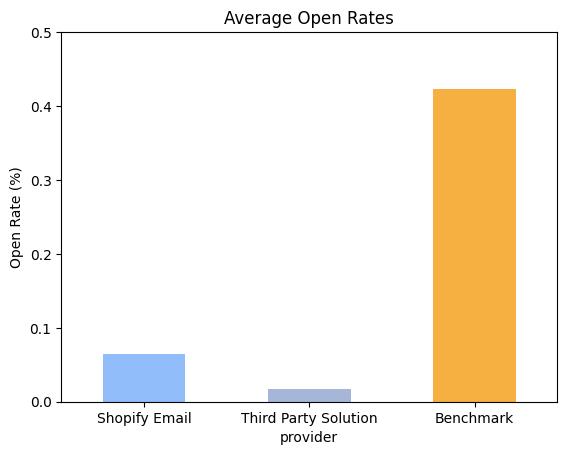 Average Open Rates
Open Rate (%)
0.5
0.4
0.3
0.2
0.1
0.0
Shopify Email
Third Party Solution
Benchmark
provider